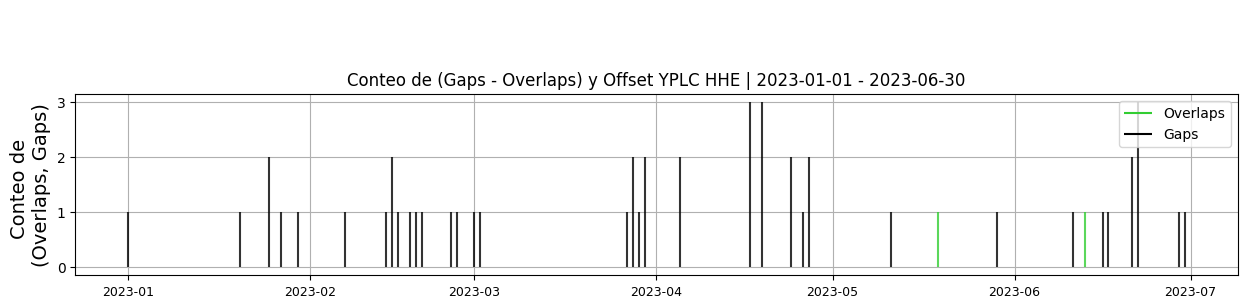 Conteo de (Gaps - Overlaps) y Offset YPLC HHE | 2023-01-01 - 2023-06-30
Conteo de
(Overlaps, Gaps)
3
2
1
0
Overlaps
Gaps
2023-01
2023-02
2023-03
2023-04
2023-05
2023-06
2023-07